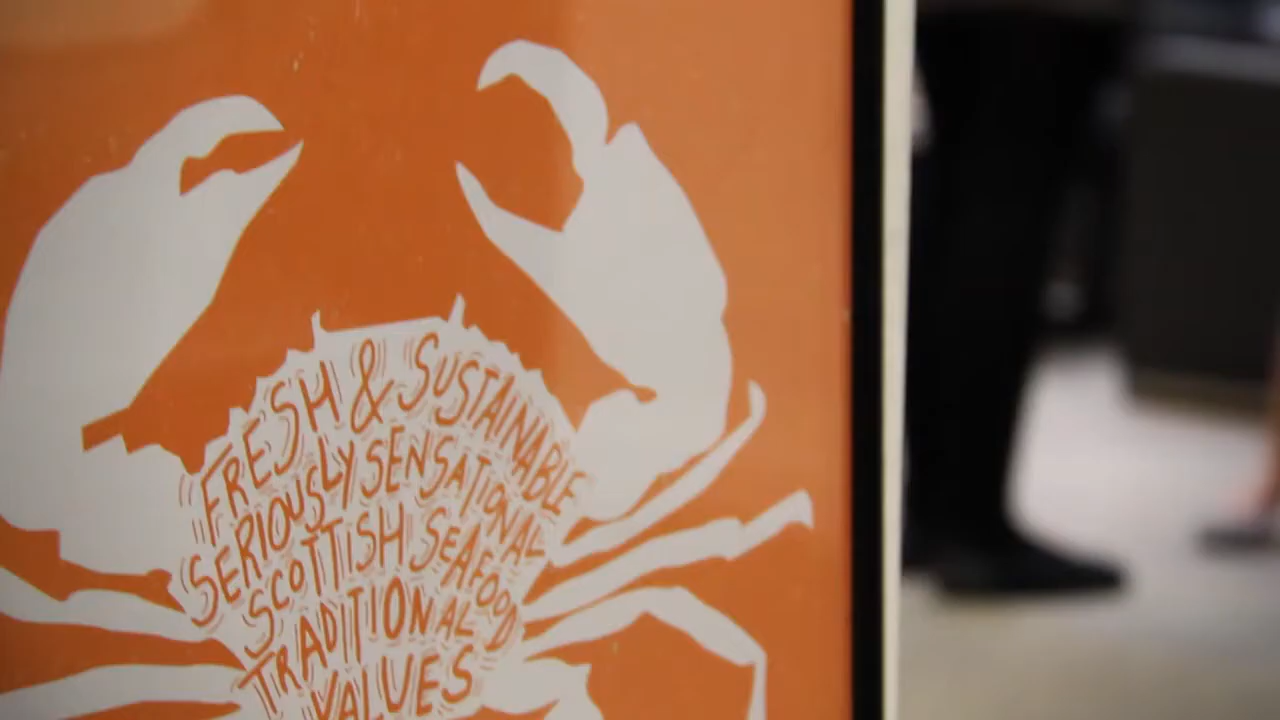 FRESH & SUSTAINABLE
SERIOUSLY SENSATIONAL
SCOTTISH SEAFOOD
TRADITIONAL
VALUES